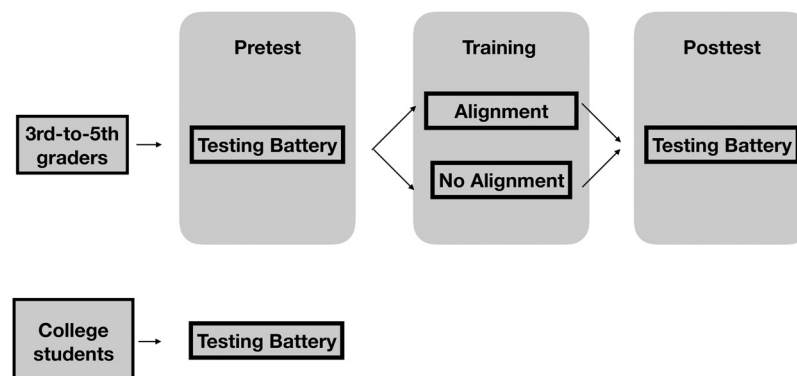 Pretest
Training
Posttest
3rd-to-5th
graders
Testing Battery
Alignment
No Alignment
Testing Battery
College
students
Testing Battery